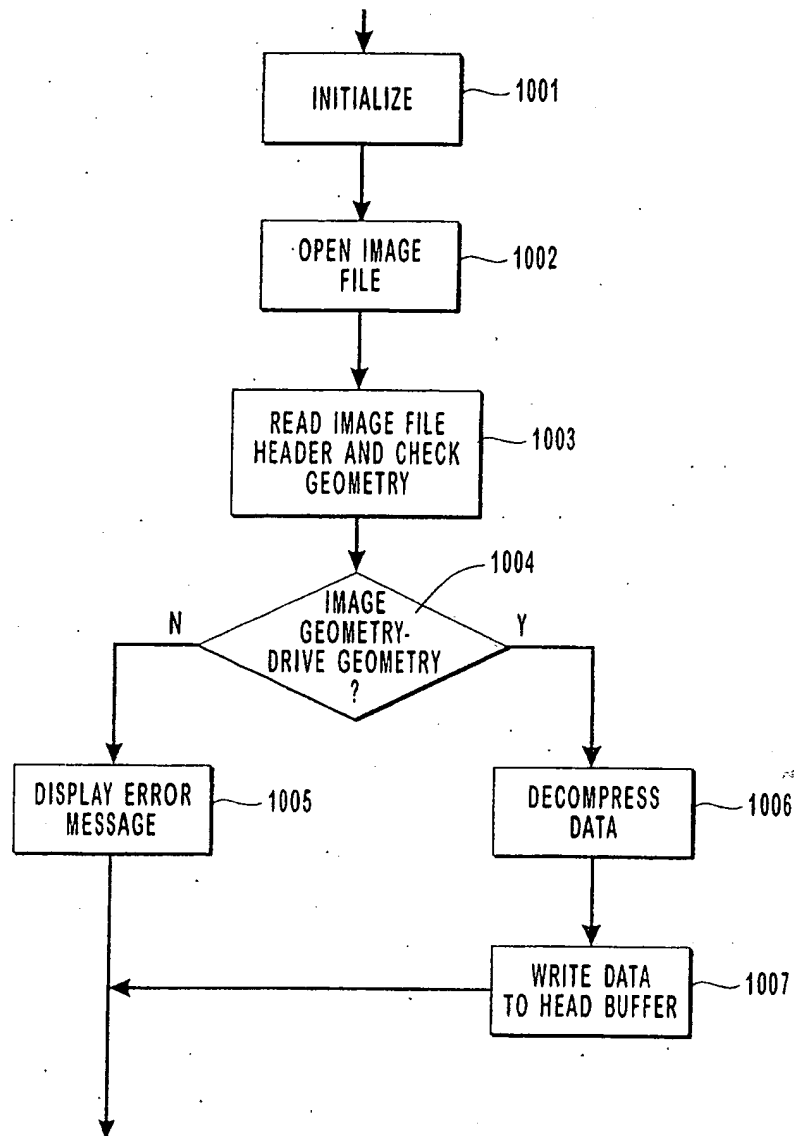 INITIALIZE
1001
OPEN IMAGE
FILE
1002
READ IMAGE FILE
HEADER AND CHECK
GEOMETRY
1003
1004
IMAGE
GEOMETRY-
DRIVE GEOMETRY
?
N
Y
DISPLAY ERROR
MESSAGE
1005
DECOMPRESS
DATA
1006
WRITE DATA
TO HEAD BUFFER
1007